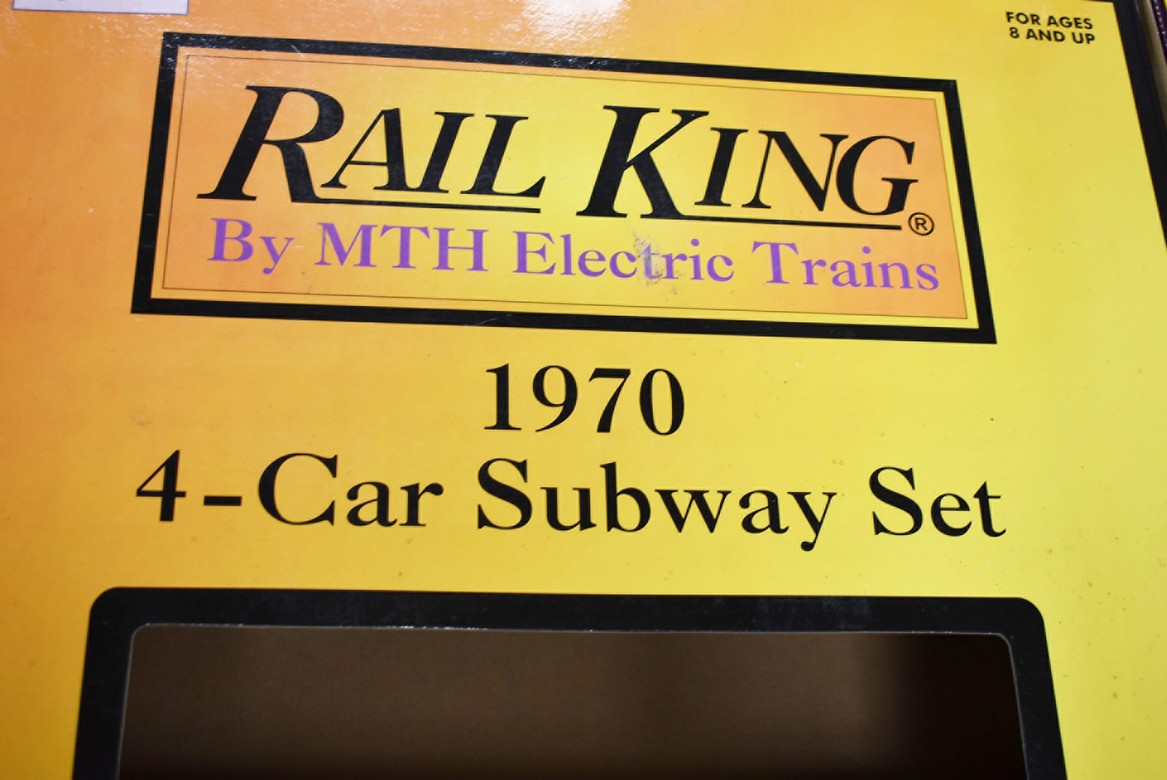 FOR AGES
8 AND UP
RAIL KING®
By MTH Electric Trains
1970
4-Car Subway Set